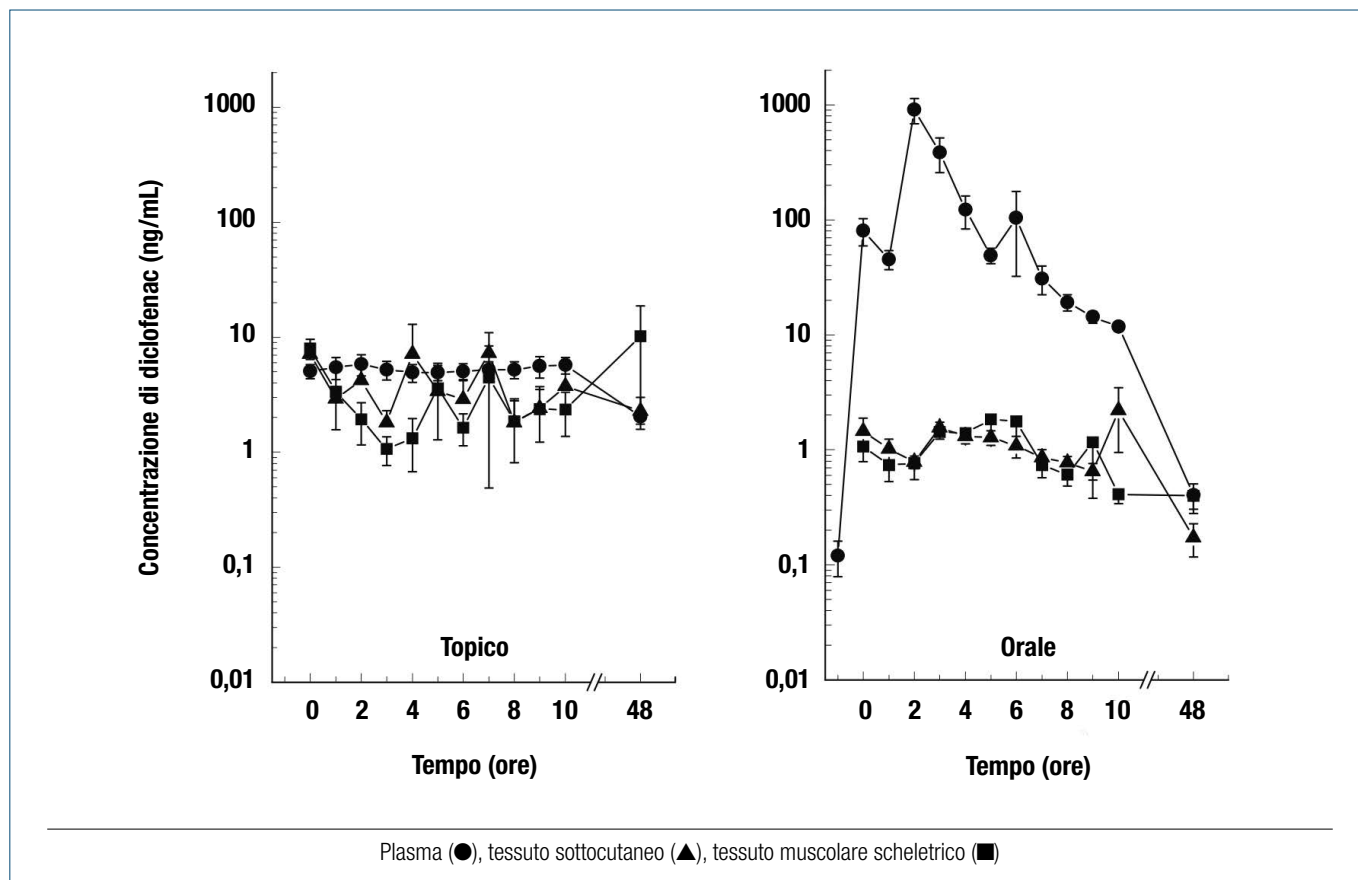 Concentrazione di diclofenac (ng/mL)
1000
100
10
1
0,1
0,01
Topico
0 2 4 6 8 10 48
Tempo (ore)
1000
100
10
1
0,1
0,01
Orale
0 2 4 6 8 10 48
Tempo (ore)
Plasma (●), tessuto sottocutaneo (▲), tessuto muscolare scheletrico (■)